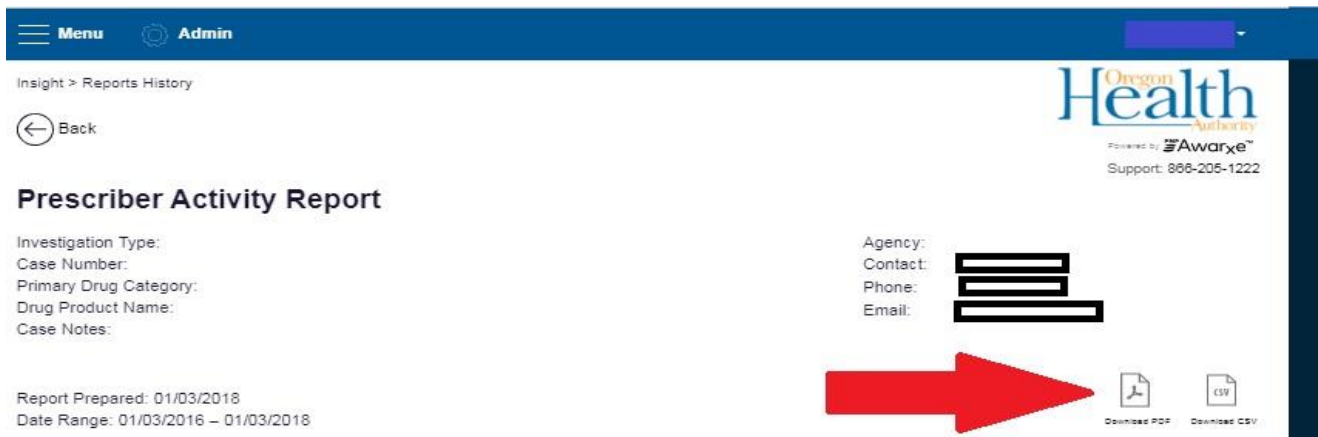 Menu Admin
Insight > Reports History
Back
Oregon
Health
Authority
Powered by PMP Awarxe™
Support: 866-205-1222
Prescriber Activity Report
Investigation Type:
Case Number:
Primary Drug Category:
Drug Product Name:
Case Notes:
Agency:
Contact:
Phone:
Email:
Report Prepared: 01/03/2018
Date Range: 01/03/2016 – 01/03/2018
CSV
Download PDF Download CSV